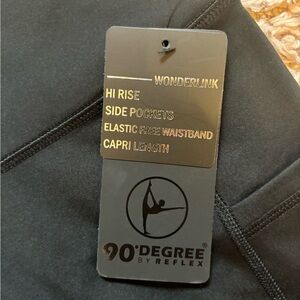 WONDERLINK
HI RISE
SIDE POCKETS
ELASTIC FREE WAISTBAND
CAPRI LENGTH
90°DEGREE®
BY REFLEX